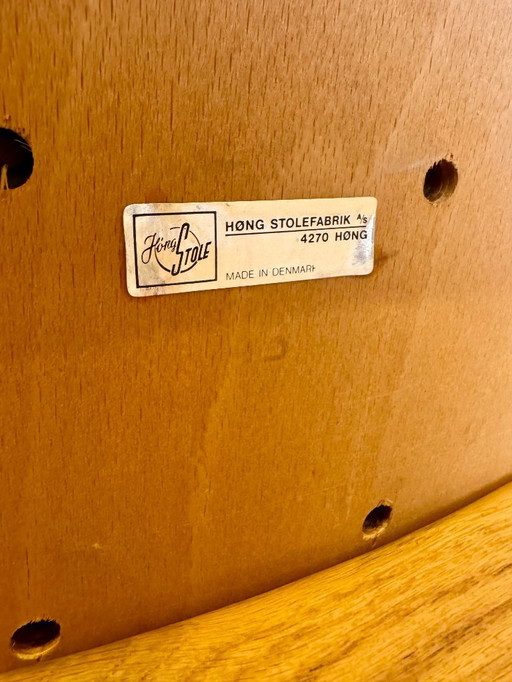 Høng STOLE
HØNG STOLEFABRIK A/S
4270 HØNG
MADE IN DENMARK